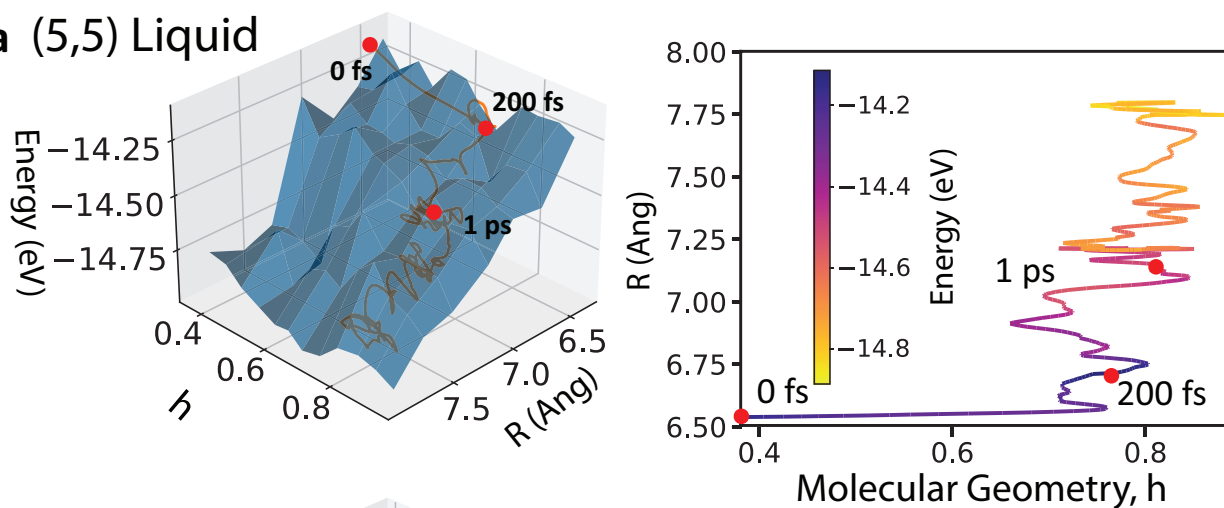 a (5,5) Liquid
0 fs
200 fs
1 ps
Energy (eV)
−14.25
−14.50
−14.75
0.4
0.6
0.8
h
6.5
7.0
7.5
R (Ang)
8.00
7.75
7.50
7.25
7.00
6.75
6.50
R (Ang)
−14.2
−14.4
−14.6
−14.8
Energy (eV)
1 ps
0 fs
200 fs
0.4
0.6
0.8
Molecular Geometry, h